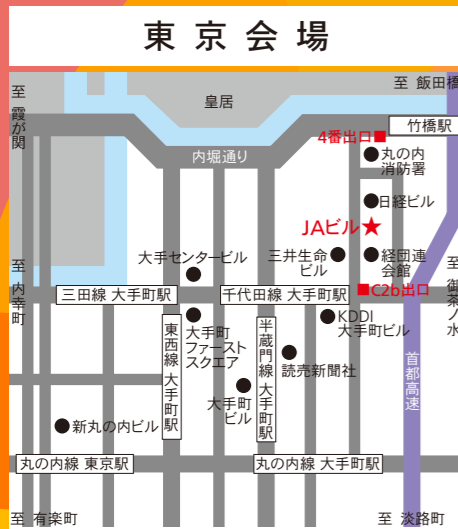 東京会場
至 飯田橋
至 霞が関
皇居
竹橋駅
4番出口
内堀通り
丸の内
消防署
日経ビル
JAビル
大手センタービル
三井生命
ビル
経団連
会館
至 内幸町
至 御茶ノ水
三田線 大手町駅
千代田線 大手町駅
C2b出口
東西線 大手町駅
大手町
ファースト
スクエア
半蔵門線 大手町駅
KDDI
大手町ビル
読売新聞社
首都高速
大手町
ビル
新丸の内ビル
丸の内線 東京駅
丸の内線 大手町駅
至 有楽町
至 淡路町